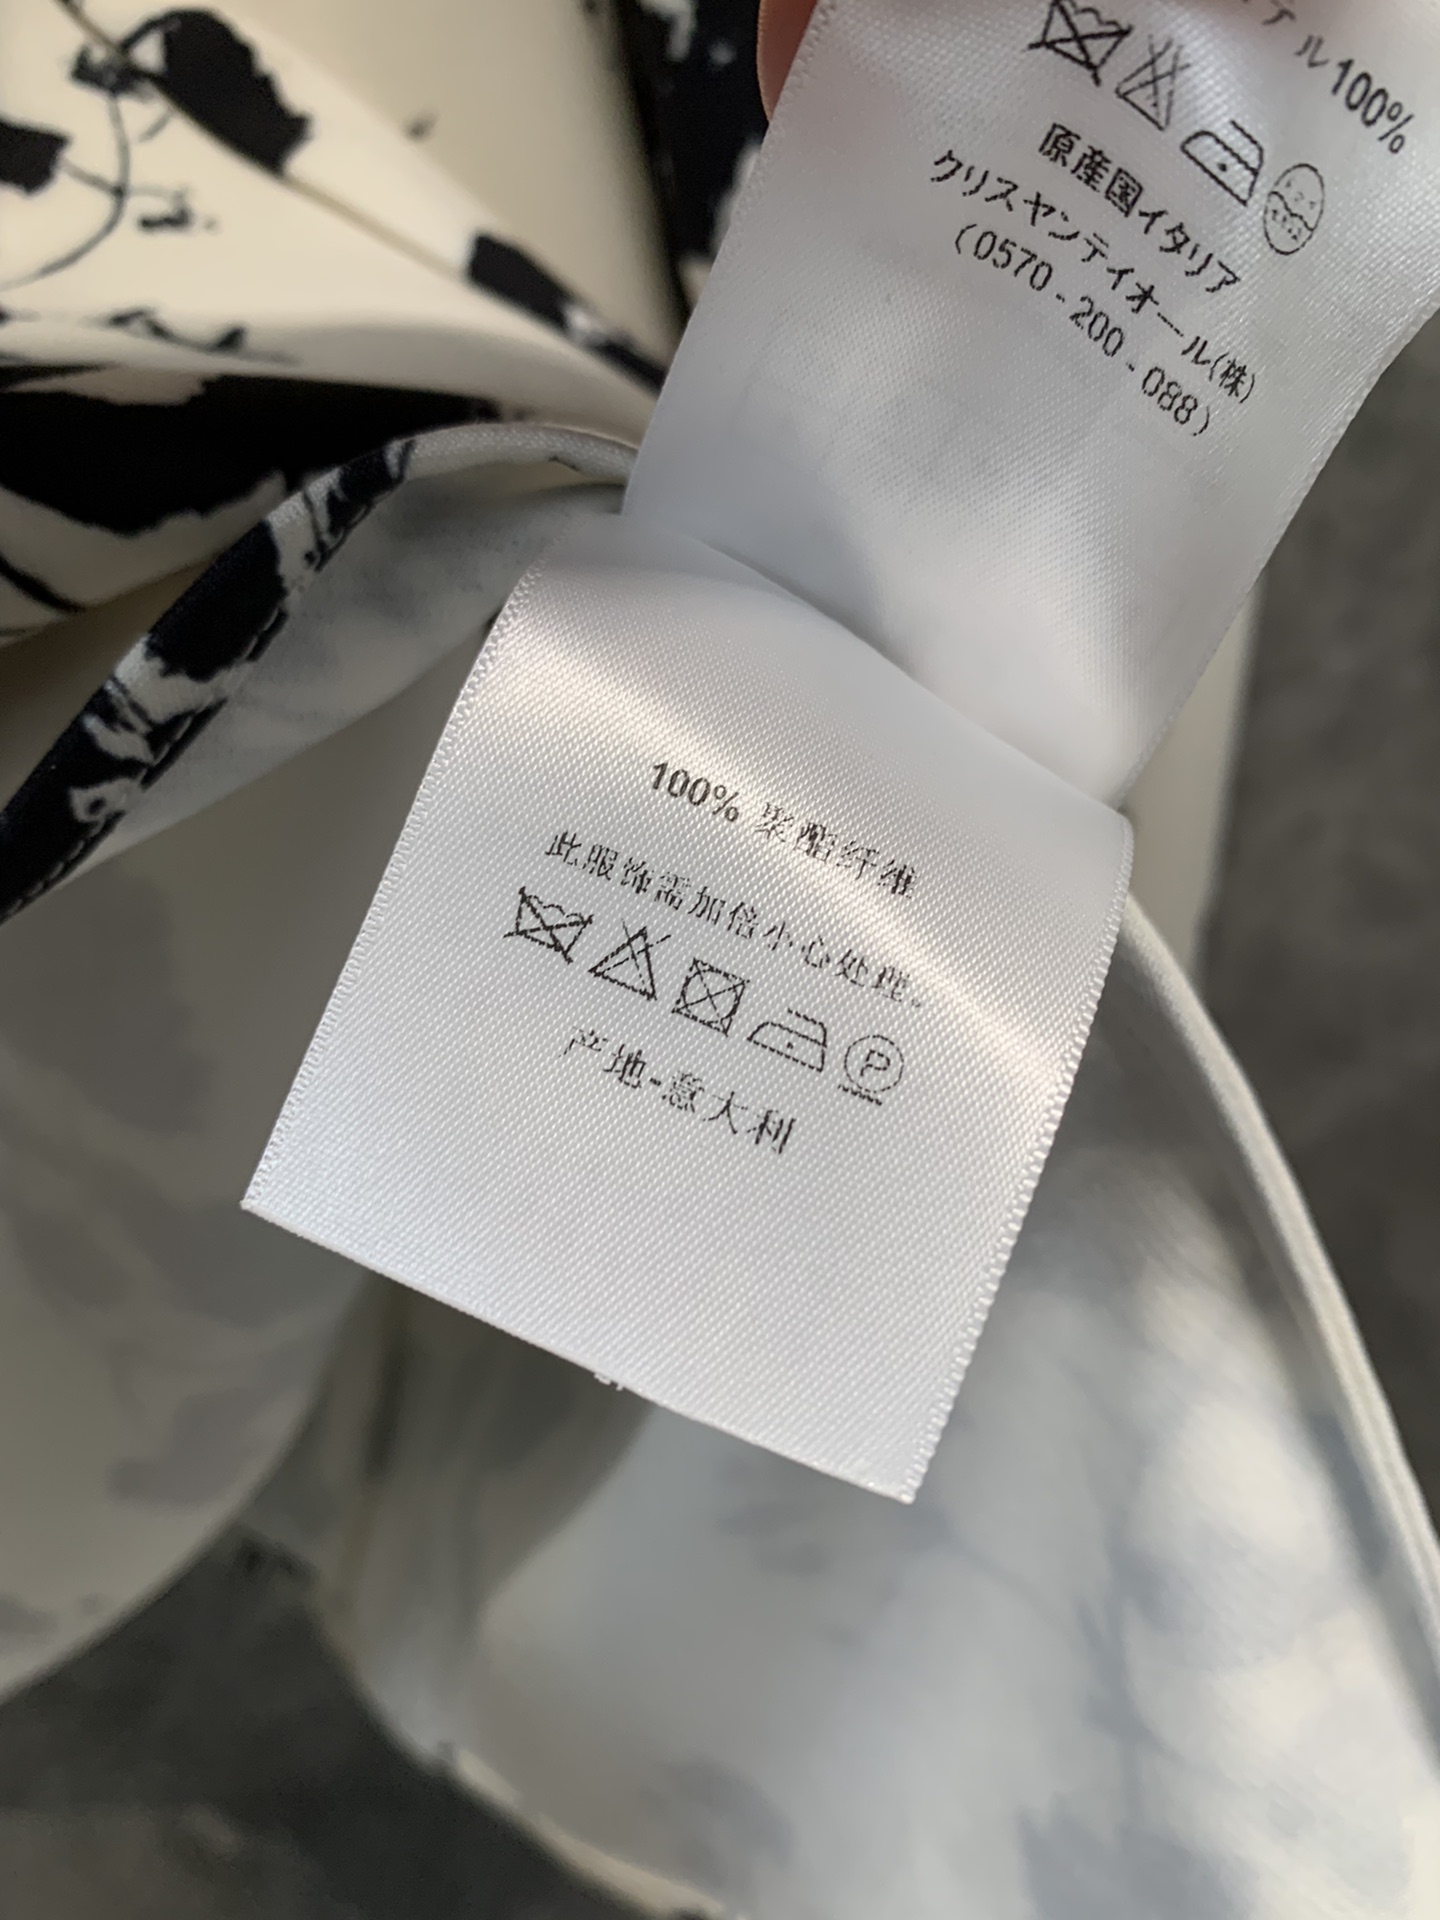 テル100%
原産国イタリア
クリスヤンデイオール(株)
(0570-200-088)
100% 聚酯纤维
此服饰需加倍小心处理。
P
产地-意大利